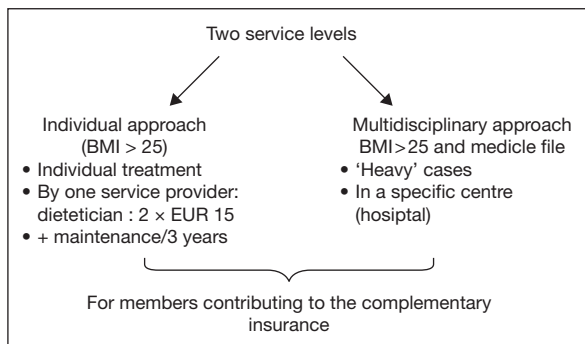 Two service levels
Individual approach
(BMI > 25)
• Individual treatment
• By one service provider:
dietetician : 2 × EUR 15
• + maintenance/3 years
Multidisciplinary approach
BMI>25 and medicle file
• ‘Heavy’ cases
• In a specific centre
(hosiptal)
For members contributing to the complementary
insurance